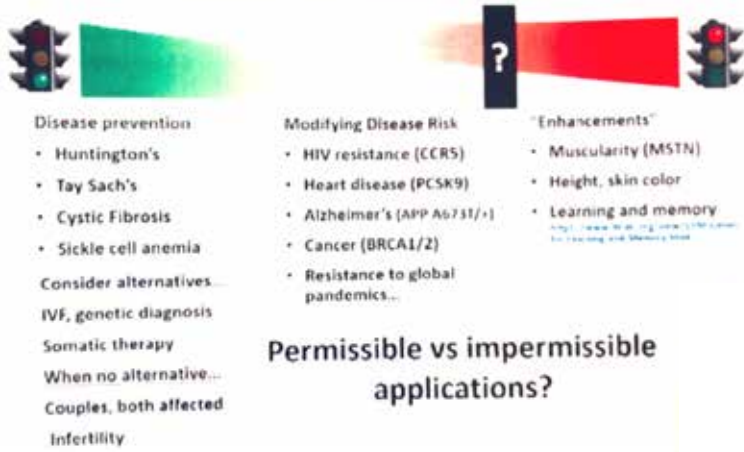 ?
Disease prevention
• Huntington's
• Tay Sach's
• Cystic Fibrosis
• Sickle cell anemia
Consider alternatives...
IVF, genetic diagnosis
Somatic therapy
When no alternative...
Couples, both affected
Infertility
Modifying Disease Risk
• HIV resistance (CCR5)
• Heart disease (PCSK9)
• Alzheimer's (APP A673T/+)
• Cancer (BRCA1/2)
• Resistance to global
pandemics...
"Enhancements"
• Muscularity (MSTN)
• Height, skin color
• Learning and memory
Permissible vs impermissible
applications?